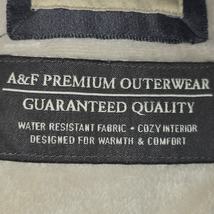 A&F PREMIUM OUTERWEAR
GUARANTEED QUALITY
WATER RESISTANT FABRIC • COZY INTERIOR
DESIGNED FOR WARMTH & COMFORT